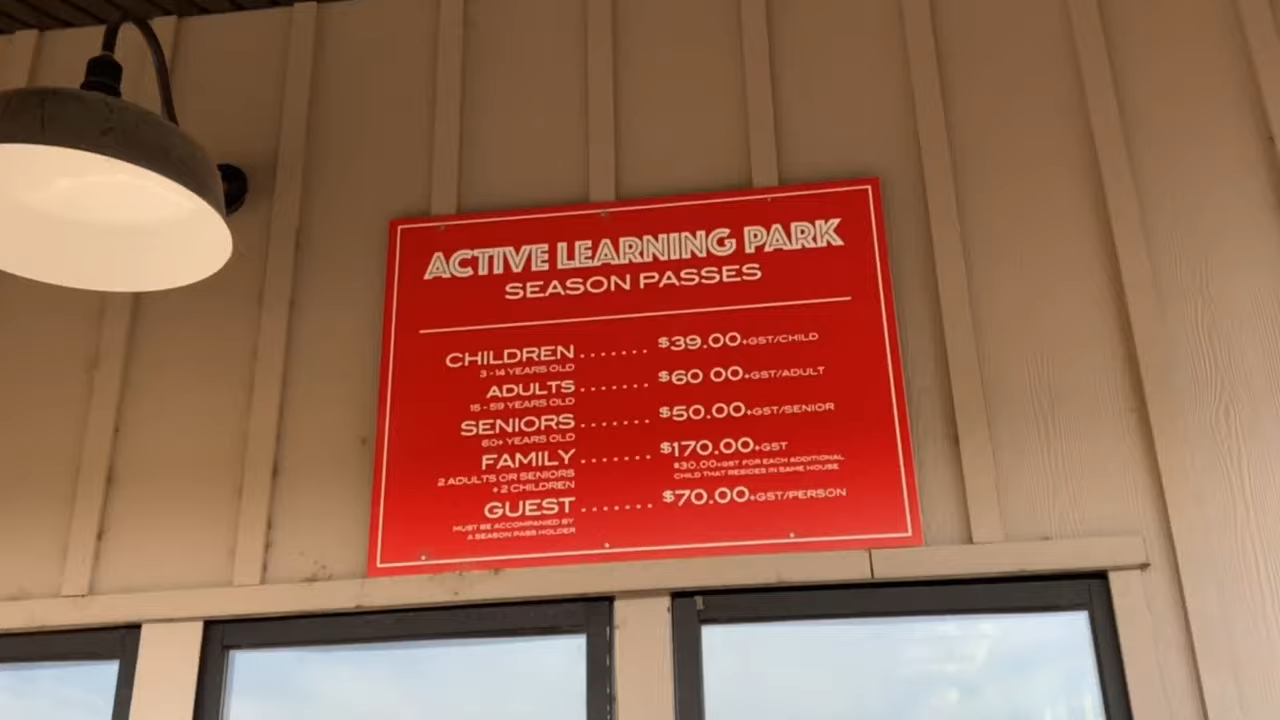 ACTIVE LEARNING PARK
SEASON PASSES
CHILDREN ....... $39.00+GST/CHILD
3-14 YEARS OLD
ADULTS ....... $60 00+GST/ADULT
15-59 YEARS OLD
SENIORS ....... $50.00+GST/SENIOR
60+ YEARS OLD
FAMILY ....... $170.00+GST
2 ADULTS OR SENIORS
+2 CHILDREN
$30.00+GST FOR EACH ADDITIONAL
CHILD THAT RESIDES IN SAME HOUSE
GUEST ....... $70.00+GST/PERSON
MUST BE ACCOMPANIED BY
A SEASON PASS HOLDER